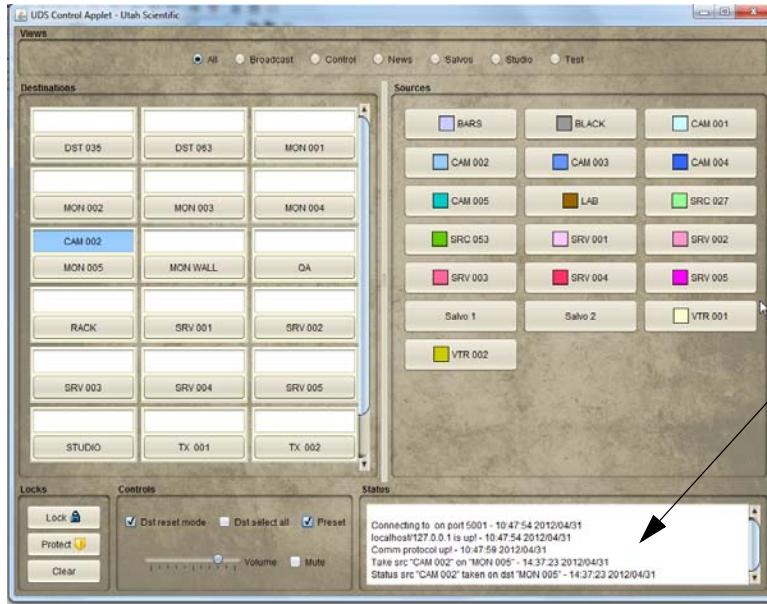 UDS Control Applet - Utah Scientific
Views
All Broadcast Control News Salvos Studio Test
Destinations
DST 035 DST 063 MON 001
MON 002 MON 003 MON 004
CAM 002
MON 005 MON WALL QA
RACK SRV 001 SRV 002
SRV 003 SRV 004 SRV 005
STUDIO TX 001 TX 002
Sources
BARS BLACK CAM 001
CAM 002 CAM 003 CAM 004
CAM 005 LAB SRC 027
SRC 053 SRV 001 SRV 002
SRV 003 SRV 004 SRV 005
Salvo 1 Salvo 2 VTR 001
VTR 002
Locks
Lock
Protect
Clear
Controls
Dst reset mode Dst select all Preset
Volume Mute
Status
Connecting to on port 5001 - 10:47:54 2012/04/31
localhost/127.0.0.1 is up! - 10:47:54 2012/04/31
Comm protocol up! - 10:47:59 2012/04/31
Take src "CAM 002" on "MON 005" - 14:37:23 2012/04/31
Status src "CAM 002" taken on dst "MON 005" - 14:37:23 2012/04/31